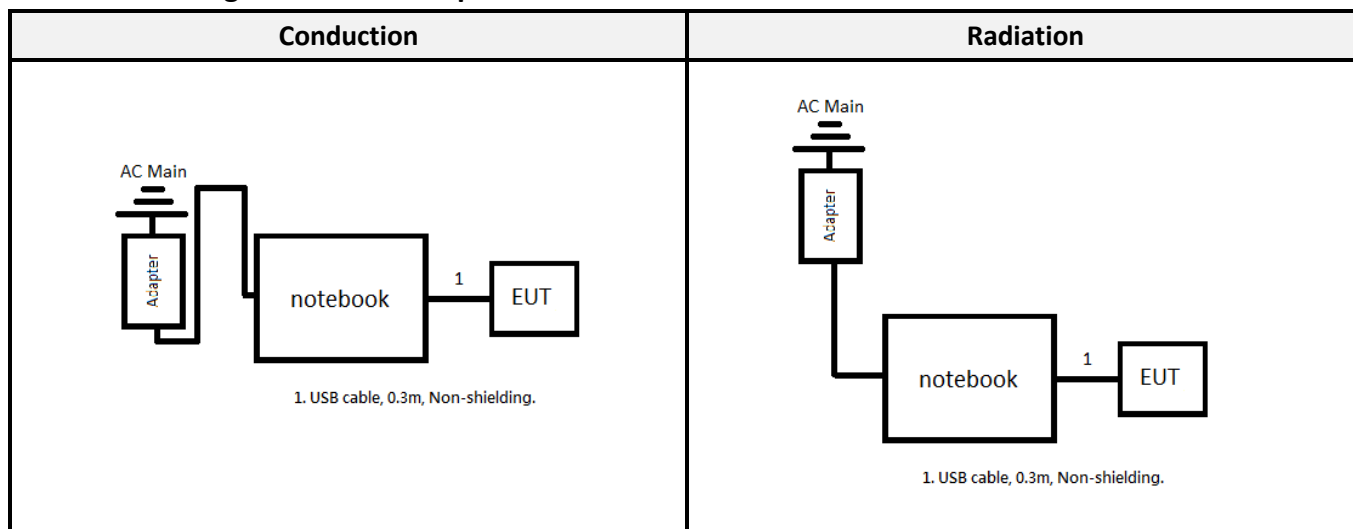 Conduction
Radiation
AC Main
Adapter
notebook
1
EUT
1. USB cable, 0.3m, Non-shielding.
AC Main
Adapter
notebook
1
EUT
1. USB cable, 0.3m, Non-shielding.